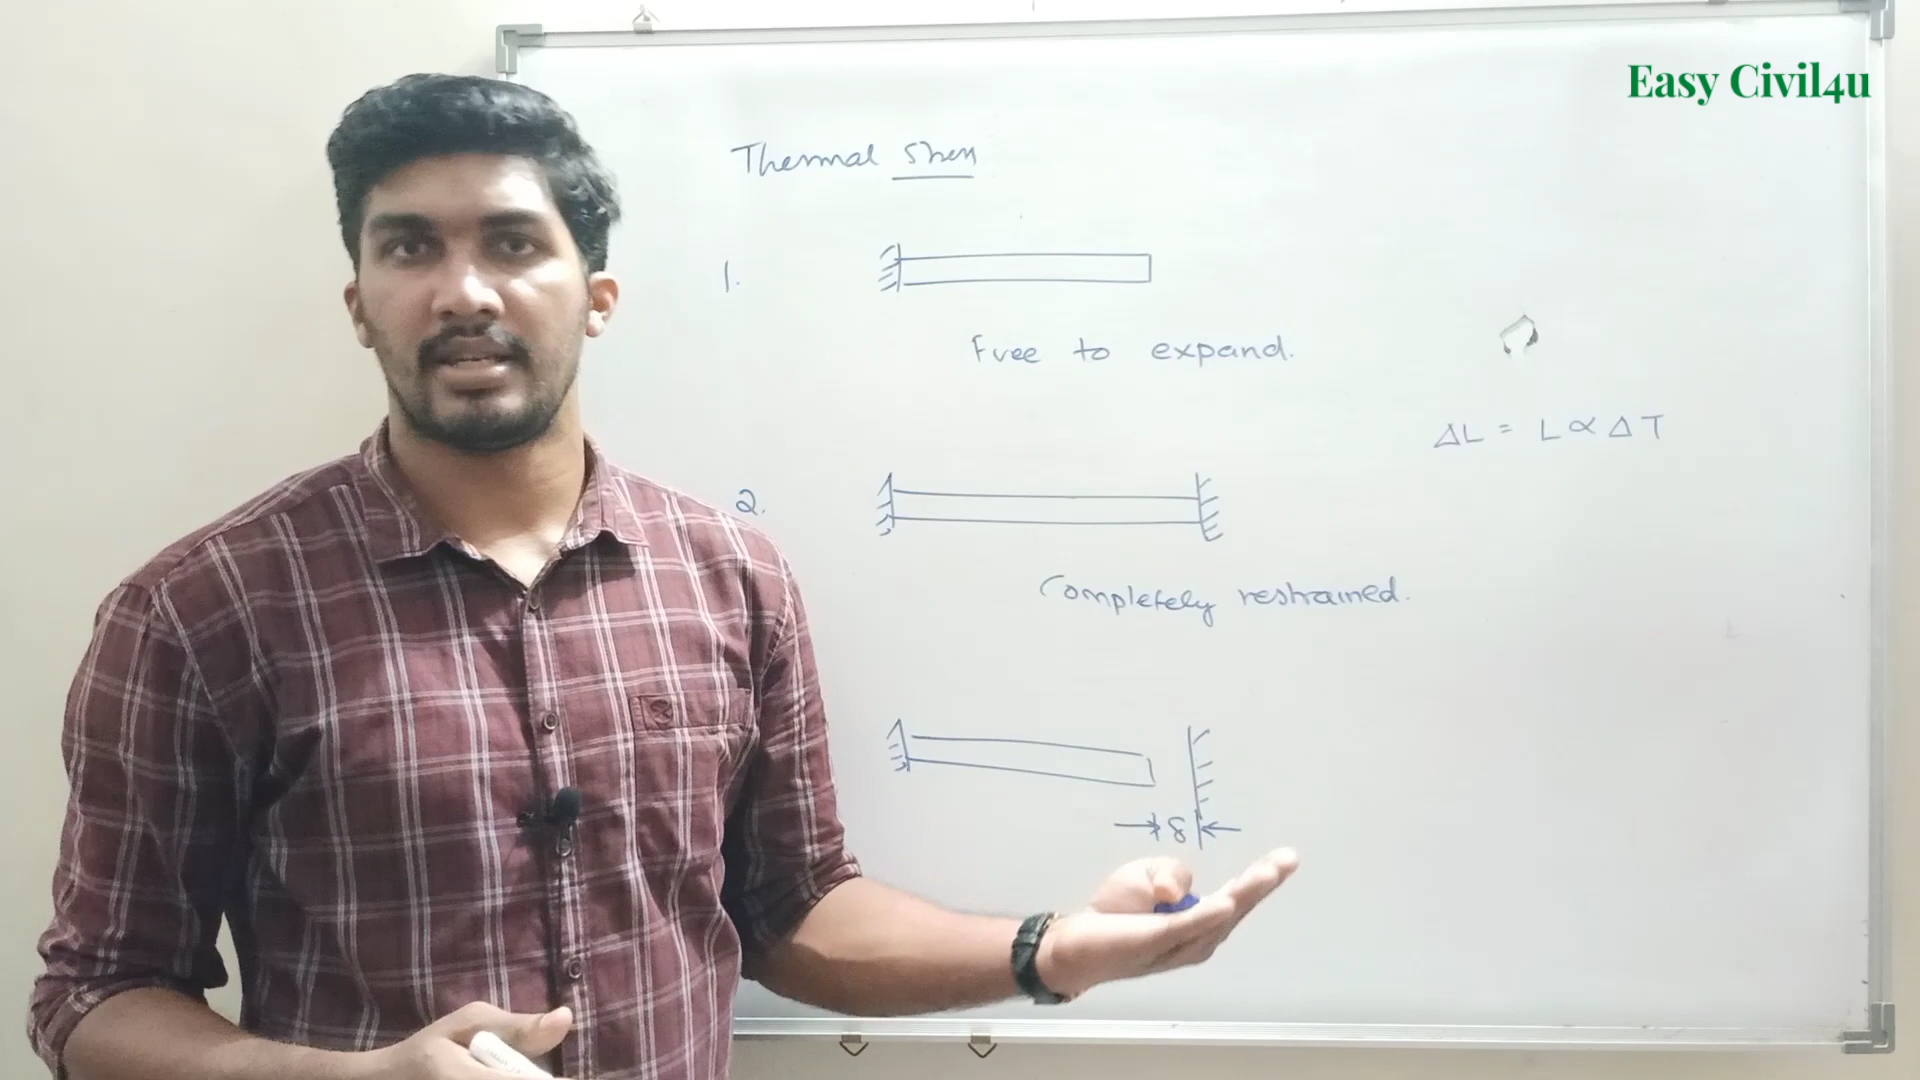 Easy Civil4u
Thermal Stress
1.
Free to expand.
ΔL = L∝ΔT
2.
Completely restrained.
δ